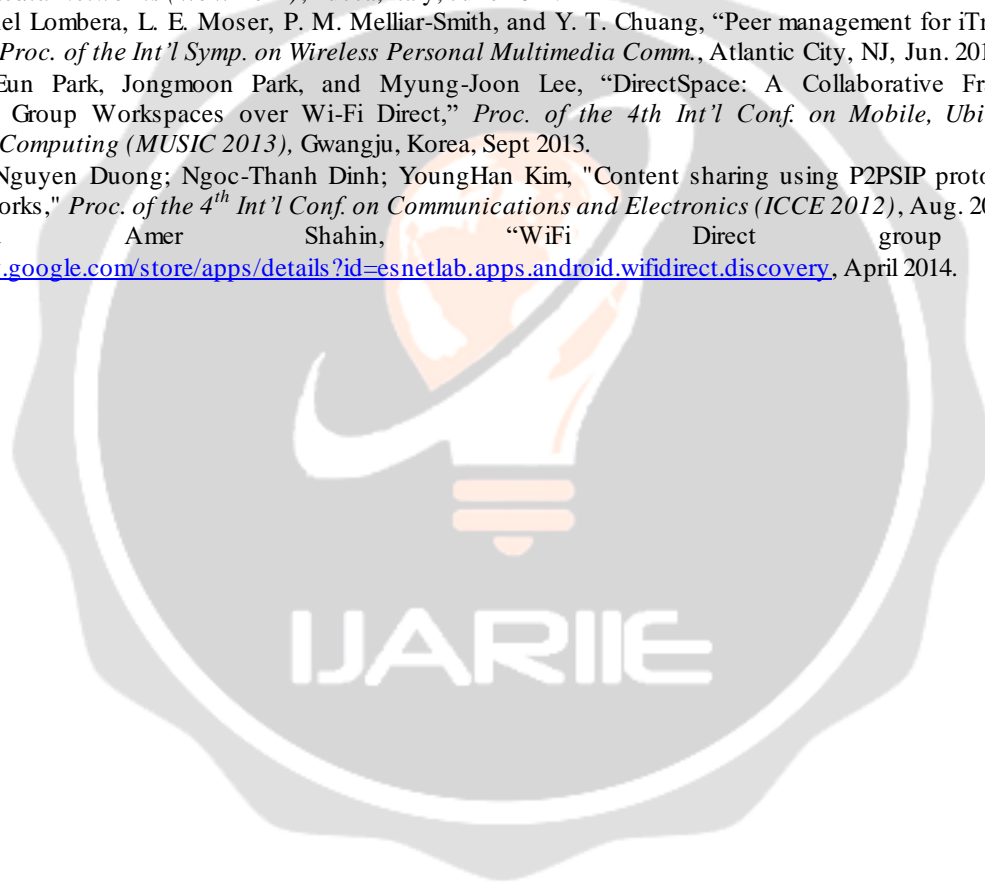 el Lombera, L. E. Moser, P. M. Melliar-Smith, and Y. T. Chuang, “Peer management for iTr
Proc. of the Int’l Symp. on Wireless Personal Multimedia Comm., Atlantic City, NJ, Jun. 201
Eun Park, Jongmoon Park, and Myung-Joon Lee, “DirectSpace: A Collaborative Fra
Group Workspaces over Wi-Fi Direct,” Proc. of the 4th Int’l Conf. on Mobile, Ubi
Computing (MUSIC 2013), Gwangju, Korea, Sept 2013.
Nguyen Duong; Ngoc-Thanh Dinh; YoungHan Kim, "Content sharing using P2PSIP proto
orks," Proc. of the 4th Int’l Conf. on Communications and Electronics (ICCE 2012), Aug. 20
Amer Shahin, “WiFi Direct group
.google.com/store/apps/details?id=esnetlab.apps.android.wifidirect.discovery, April 2014.
IJARIIE